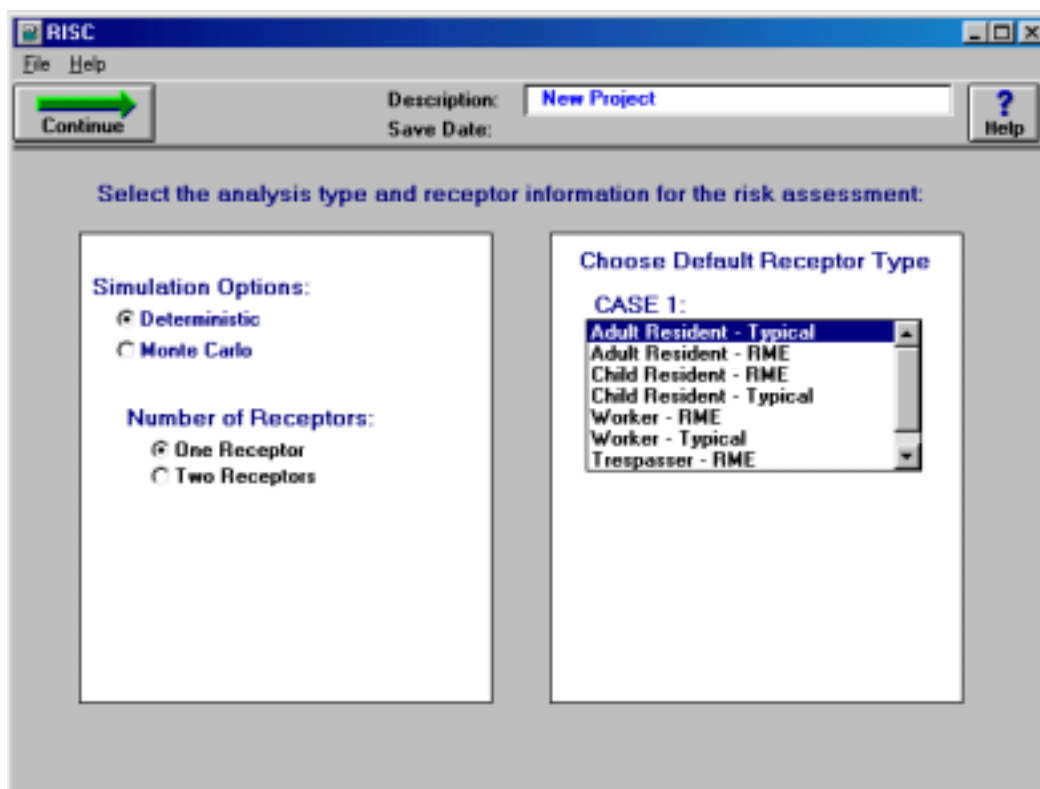 RISC
File Help
Continue
Description: New Project
Save Date:
? Help
Select the analysis type and receptor information for the risk assessment:
Simulation Options:
Deterministic
Monte Carlo
Number of Receptors:
One Receptor
Two Receptors
Choose Default Receptor Type
CASE 1:
Adult Resident - Typical
Adult Resident - RME
Child Resident - RME
Child Resident - Typical
Worker - RME
Worker - Typical
Trespasser - RME